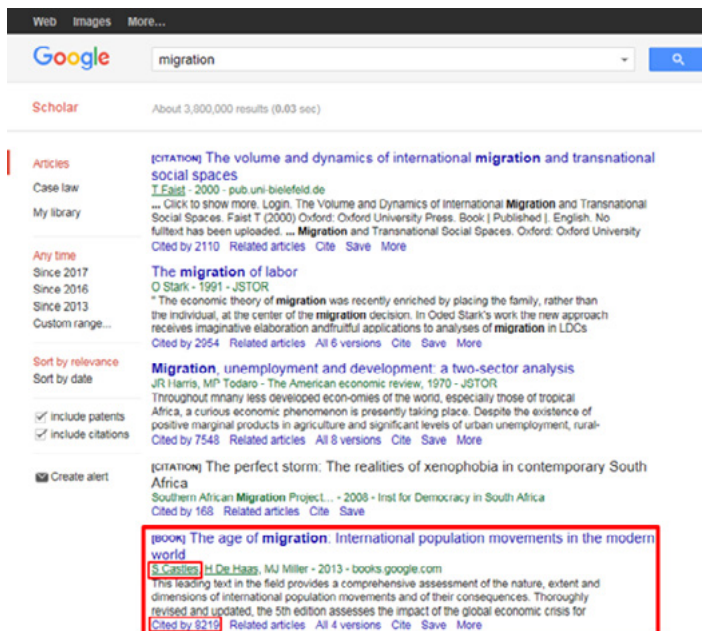 Web Images More...
Google
migration
Scholar
About 3,800,000 results (0.03 sec)
Articles
Case law
My library
Any time
Since 2017
Since 2016
Since 2013
Custom range...
Sort by relevance
Sort by date
include patents
include citations
Create alert
[CITATION] The volume and dynamics of international migration and transnational
social spaces
T Faist - 2000 - pub.uni-bielefeld.de
... Click to show more. Login. The Volume and Dynamics of International Migration and Transnational
Social Spaces. Faist T (2000) Oxford: Oxford University Press. Book | Published |. English. No
fulltext has been uploaded. ... Migration and Transnational Social Spaces. Oxford: Oxford University
Cited by 2110 Related articles Cite Save More
The migration of labor
O Stark - 1991 - JSTOR
" The economic theory of migration was recently enriched by placing the family, rather than
the individual, at the center of the migration decision. In Oded Stark's work the new approach
receives imaginative elaboration andfruitful applications to analyses of migration in LDCs
Cited by 2954 Related articles All 6 versions Cite Save More
Migration, unemployment and development: a two-sector analysis
JR Harris, MP Todaro - The American economic review, 1970 - JSTOR
Throughout mnany less developed econ-omies of the world, especially those of tropical
Africa, a curious economic phenomenon is presently taking place. Despite the existence of
positive marginal products in agriculture and significant levels of urban unemployment, rural-
Cited by 7548 Related articles All 8 versions Cite Save More
[CITATION] The perfect storm: The realities of xenophobia in contemporary South
Africa
Southern African Migration Project... - 2008 - Inst for Democracy in South Africa
Cited by 168 Related articles Cite Save
[BOOK] The age of migration: International population movements in the modern
world
S Castles, H De Haas, MJ Miller - 2013 - books.google.com
This leading text in the field provides a comprehensive assessment of the nature, extent and
dimensions of international population movements and of their consequences. Thoroughly
revised and updated, the 5th edition assesses the impact of the global economic crisis for
Cited by 8219 Related articles All 4 versions Cite Save More